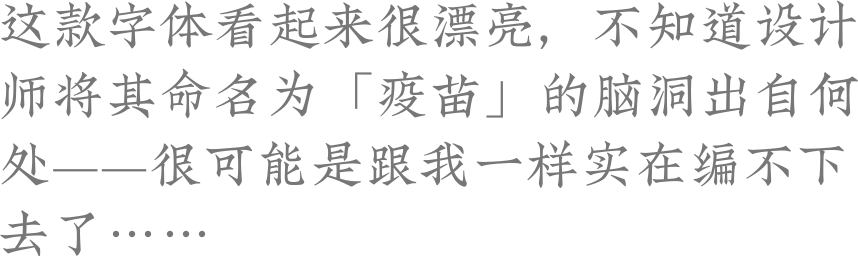 这款字体看起来很漂亮，不知道设计
师将其命名为「疫苗」的脑洞出自何
处——很可能是跟我一样实在编不下
去了……